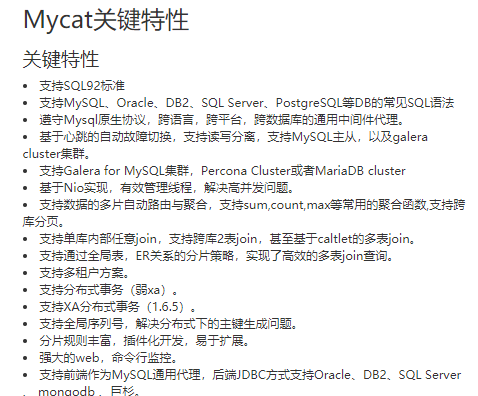 Mycat关键特性
关键特性
• 支持SQL92标准
• 支持MySQL、Oracle、DB2、SQL Server、PostgreSQL等DB的常见SQL语法
• 遵守Mysql原生协议，跨语言，跨平台，跨数据库的通用中间件代理。
• 基于心跳的自动故障切换，支持读写分离，支持MySQL主从，以及galera
cluster集群。
• 支持Galera for MySQL集群，Percona Cluster或者MariaDB cluster
• 基于Nio实现，有效管理线程，解决高并发问题。
• 支持数据的多片自动路由与聚合，支持sum,count,max等常用的聚合函数,支持跨
库分页。
• 支持单库内部任意join，支持跨库2表join，甚至基于caltlet的多表join。
• 支持通过全局表，ER关系的分片策略，实现了高效的多表join查询。
• 支持多租户方案。
• 支持分布式事务（弱xa）。
• 支持XA分布式事务（1.6.5）。
• 支持全局序列号，解决分布式下的主键生成问题。
• 分片规则丰富，插件化开发，易于扩展。
• 强大的web，命令行监控。
• 支持前端作为MySQL通用代理，后端JDBC方式支持Oracle、DB2、SQL Server
、 mongodb 、巨杉。